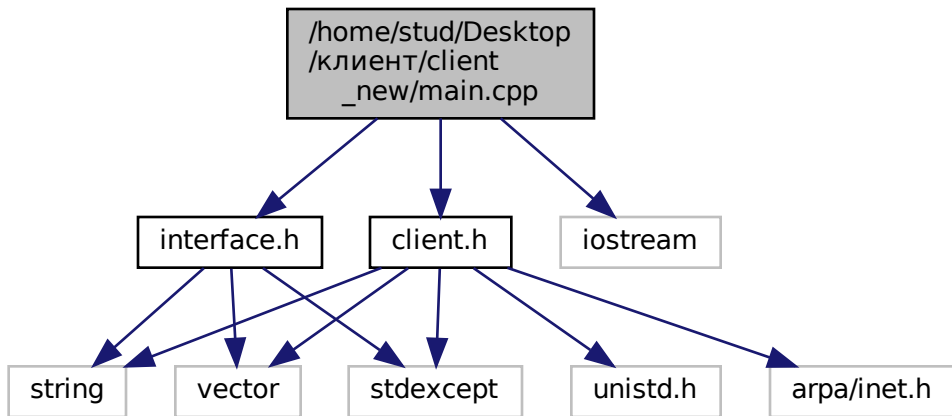 /home/stud/Desktop
/клиент/client
_new/main.cpp
interface.h
client.h
iostream
string
vector
stdexcept
unistd.h
arpa/inet.h